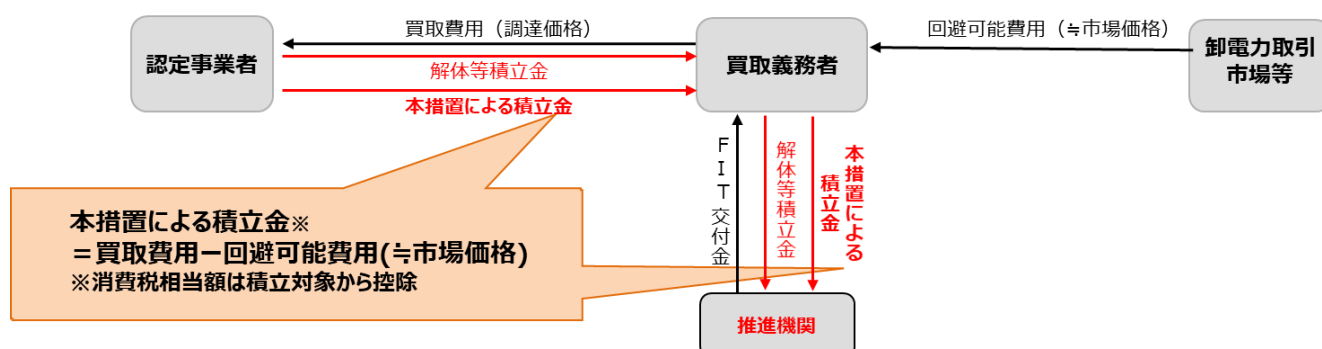 買取費用（調達価格）
回避可能費用（≒市場価格）
認定事業者
買取義務者
卸電力取引
市場等
解体等積立金
本措置による積立金
ＦＩＴ交付金
解体等積立金
本措置による
積立金
本措置による積立金※
＝買取費用ー回避可能費用(≒市場価格)
※消費税相当額は積立対象から控除
推進機関